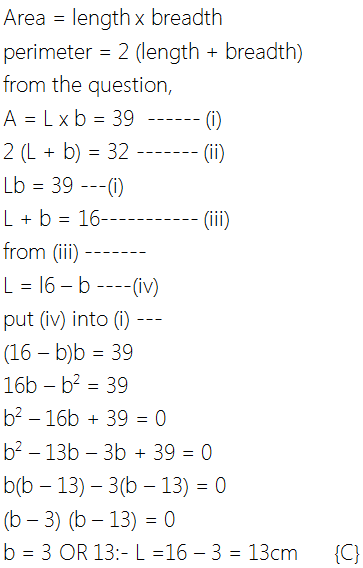 Area = length x breadth
perimeter = 2 (length + breadth)
from the question,
A = L x b = 39 ------ (i)
2 (L + b) = 32 ------- (ii)
Lb = 39 ---(i)
L + b = 16----------- (iii)
from (iii) -------
L = l6 – b ----(iv)
put (iv) into (i) ---
(16 – b)b = 39
16b – b² = 39
b² – 16b + 39 = 0
b² – 13b – 3b + 39 = 0
b(b – 13) – 3(b – 13) = 0
(b – 3) (b – 13) = 0
b = 3 OR 13:- L =16 – 3 = 13cm {C}